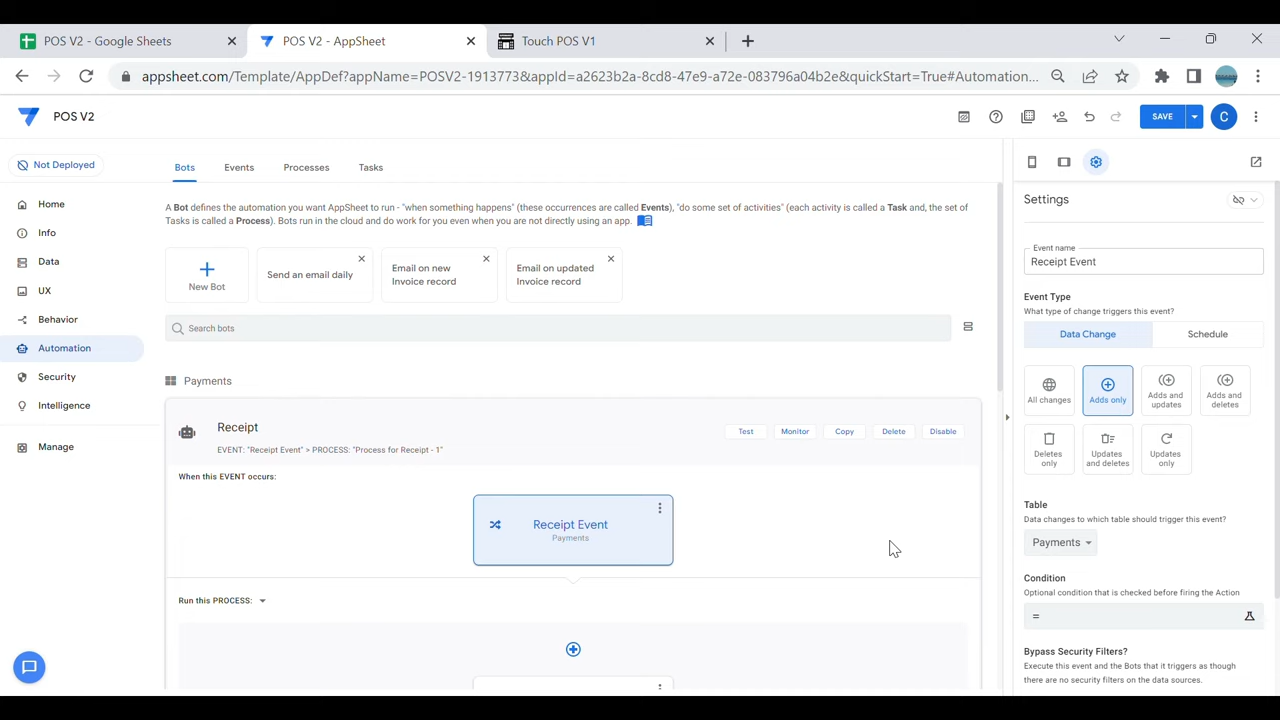 POS V2 - Google Sheets
POS V2 - AppSheet
Touch POS V1
appsheet.com/Template/AppDef?appName=POSV2-1913773&appId=a2623b2a-8cd8-47e9-a72e-083796a04b2e&quickStart=True#Automation...
POS V2
SAVE
C
Not Deployed
Home
Info
Data
UX
Behavior
Automation
Security
Intelligence
Manage
Bots
Events
Processes
Tasks
A Bot defines the automation you want AppSheet to run - "when something happens" (these occurrences are called Events), "do some set of activities" (each activity is called a Task and, the set of
Tasks is called a Process). Bots run in the cloud and do work for you even when you are not directly using an app.
New Bot
Send an email daily
Email on new
Invoice record
Email on updated
Invoice record
Search bots
Payments
Receipt
EVENT: "Receipt Event" > PROCESS: "Process for Receipt - 1"
Test
Monitor
Copy
Delete
Disable
When this EVENT occurs:
Receipt Event
Payments
Run this PROCESS:
Settings
Event name
Receipt Event
Event Type
What type of change triggers this event?
Data Change
Schedule
All changes
Adds only
Adds and
updates
Adds and
deletes
Deletes
only
Updates
and deletes
Updates
only
Table
Data changes to which table should trigger this event?
Payments
Condition
Optional condition that is checked before firing the Action
=
Bypass Security Filters?
Execute this event and the Bots that it triggers as though
there are no security filters on the data sources.